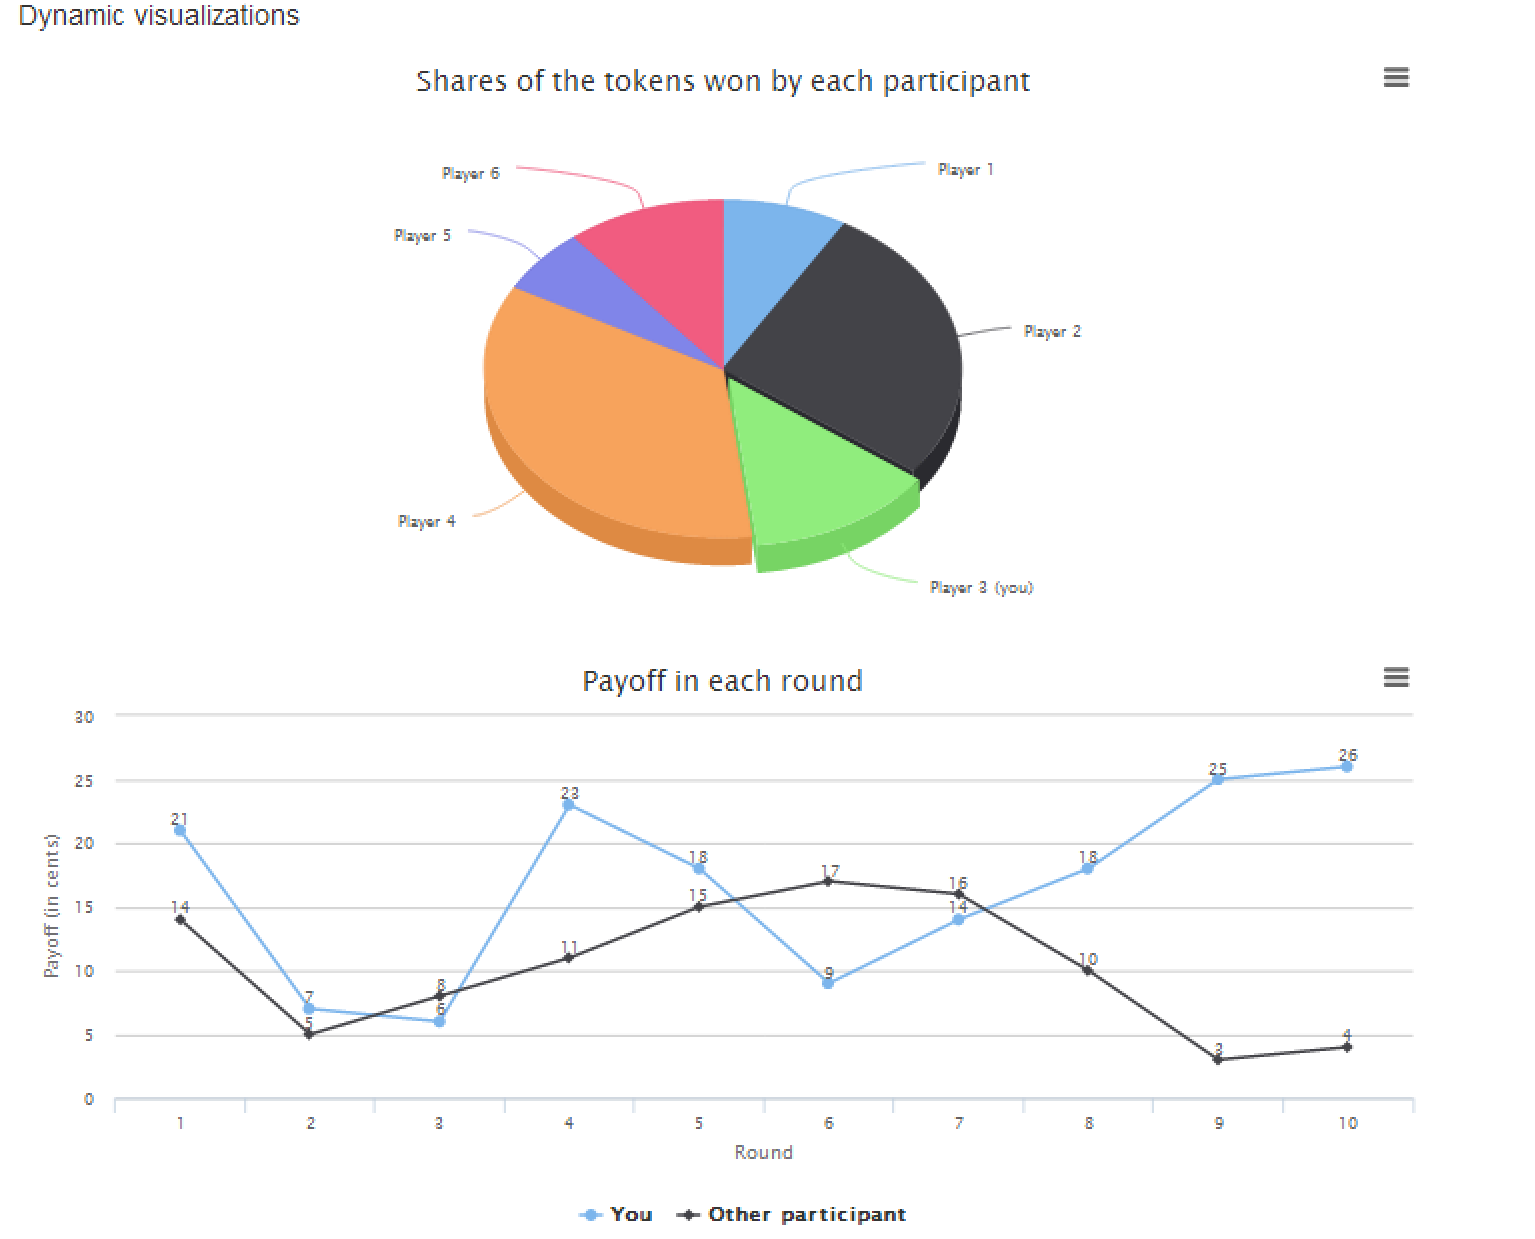 Dynamic visualizations
Shares of the tokens won by each participant
Player 6
Player 1
Player 5
Player 2
Player 4
Player 3 (you)
Payoff in each round
Payoff (in cents)
30
25
20
15
10
5
0
21
7
6
23
18
9
14
18
25
26
14
5
8
11
15
17
16
10
3
4
1 2 3 4 5 6 7 8 9 10
Round
You Other participant